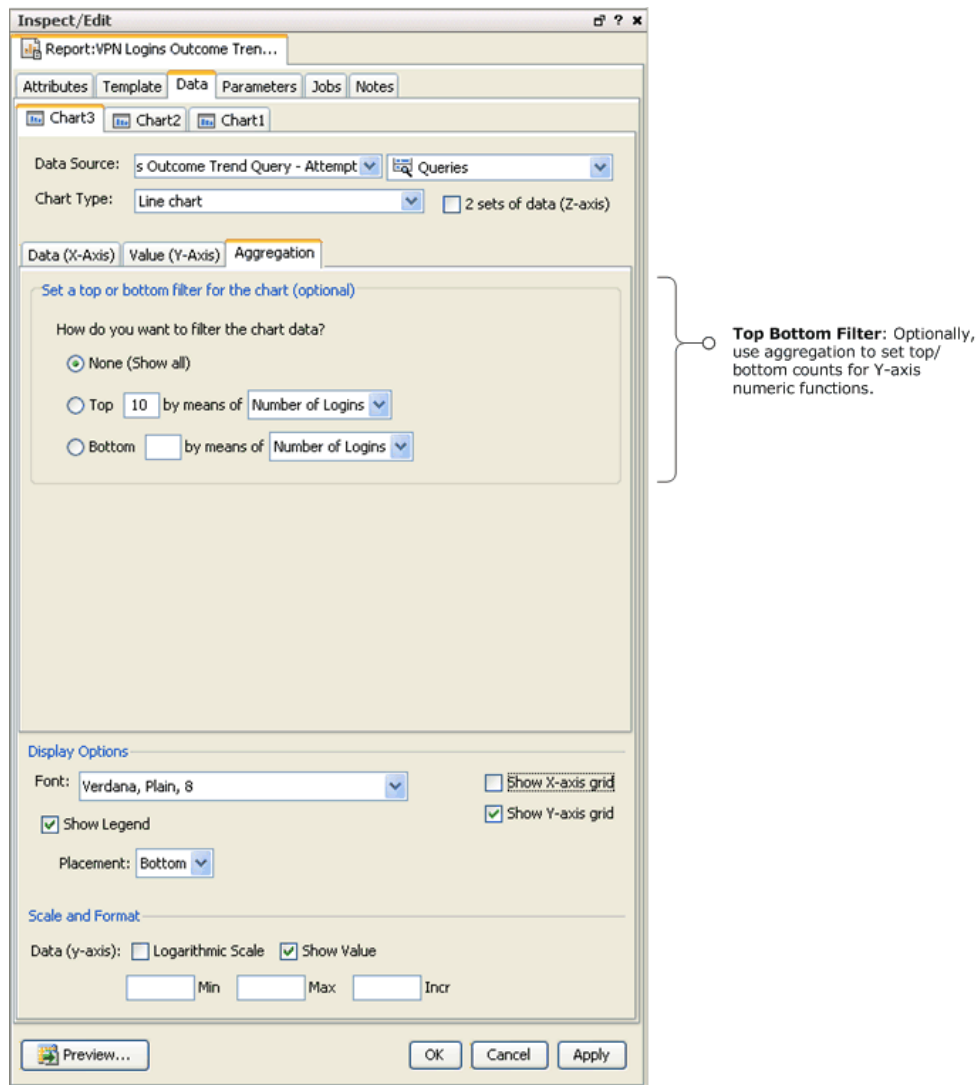 Inspect/Edit ?
Report:VPN Logins Outcome Tren...
Attributes Template Data Parameters Jobs Notes
Chart3 Chart2 Chart1
Data Source: s Outcome Trend Query - Attempt Queries
Chart Type: Line chart 2 sets of data (Z-axis)
Data (X-Axis) Value (Y-Axis) Aggregation
Set a top or bottom filter for the chart (optional)
How do you want to filter the chart data?
None (Show all)
Top 10 by means of Number of Logins
Bottom by means of Number of Logins
Top Bottom Filter: Optionally,
use aggregation to set top/
bottom counts for Y-axis
numeric functions.
Display Options
Font: Verdana, Plain, 8 Show X-axis grid
Show Legend Show Y-axis grid
Placement: Bottom
Scale and Format
Data (y-axis): Logarithmic Scale Show Value
Min Max Incr
Preview... OK Cancel Apply